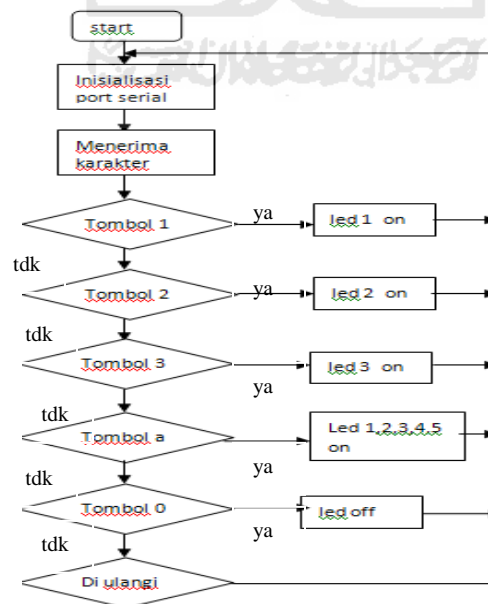 start
Inisialisasi
port serial
Menerima
karakter
Tombol 1
ya
led 1 on
tdk
Tombol 2
ya
led 2 on
tdk
Tombol 3
ya
led 3 on
tdk
Tombol a
ya
Led 1,2,3,4,5
on
tdk
Tombol 0
ya
led off
tdk
Di ulangi